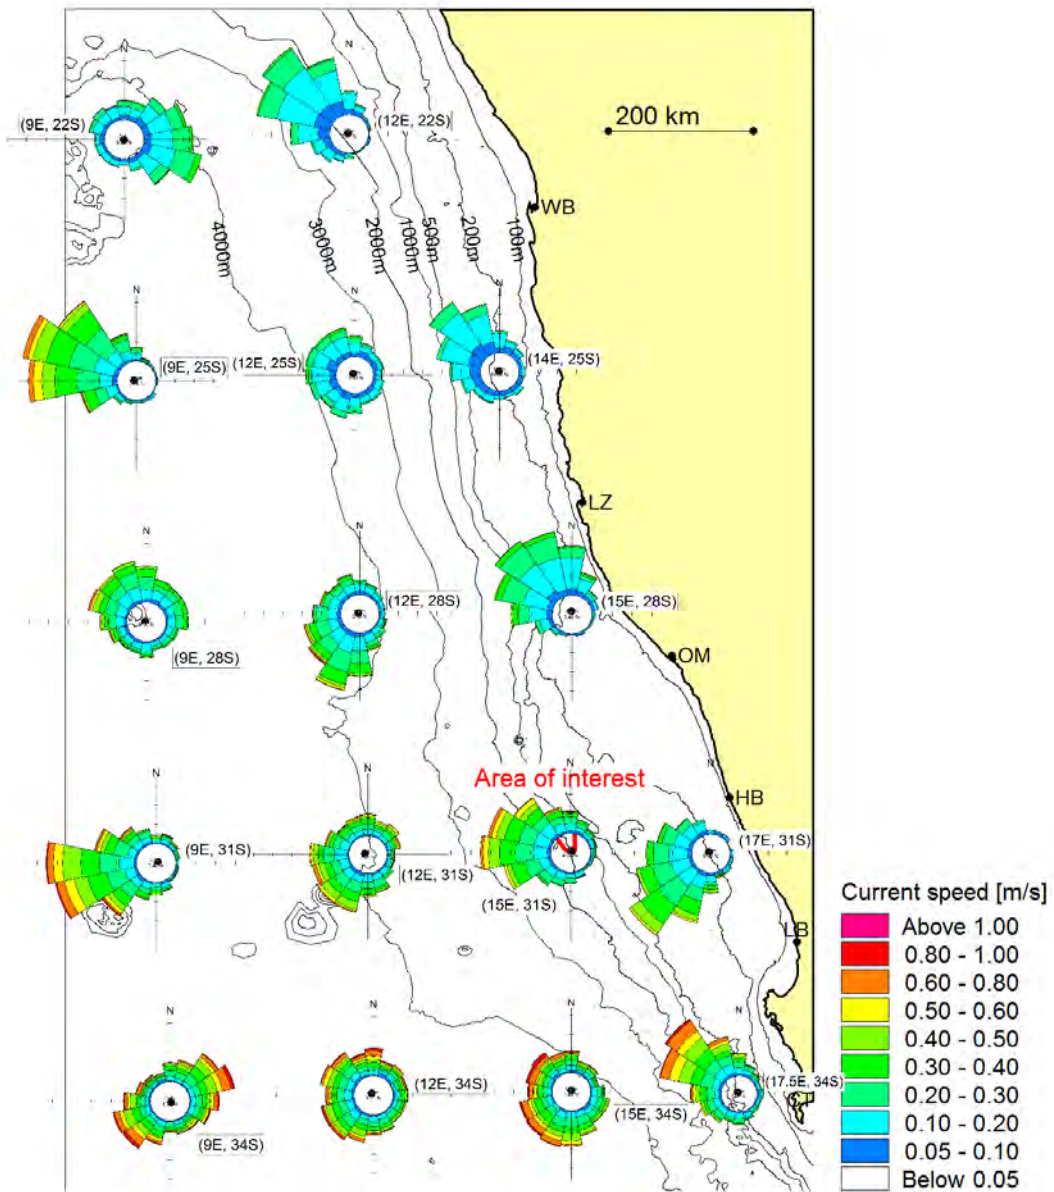 N
N
(9E, 22S)
(12E, 22S)
200 km
WB
4000m
3000m
2000m
1000m
500m
200m
100m
N
N
N
(9E, 25S)
(12E, 25S)
(14E, 25S)
LZ
N
N
N
(9E, 28S)
(12E, 28S)
(15E, 28S)
OM
Area of interest
HB
N
N
N
N
(9E, 31S)
(12E, 31S)
(15E, 31S)
(17E, 31S)
LB
N
N
N
N
(9E, 34S)
(12E, 34S)
(15E, 34S)
(17.5E, 34S)
Current speed [m/s]
Above 1.00
0.80 - 1.00
0.60 - 0.80
0.50 - 0.60
0.40 - 0.50
0.30 - 0.40
0.20 - 0.30
0.10 - 0.20
0.05 - 0.10
Below 0.05